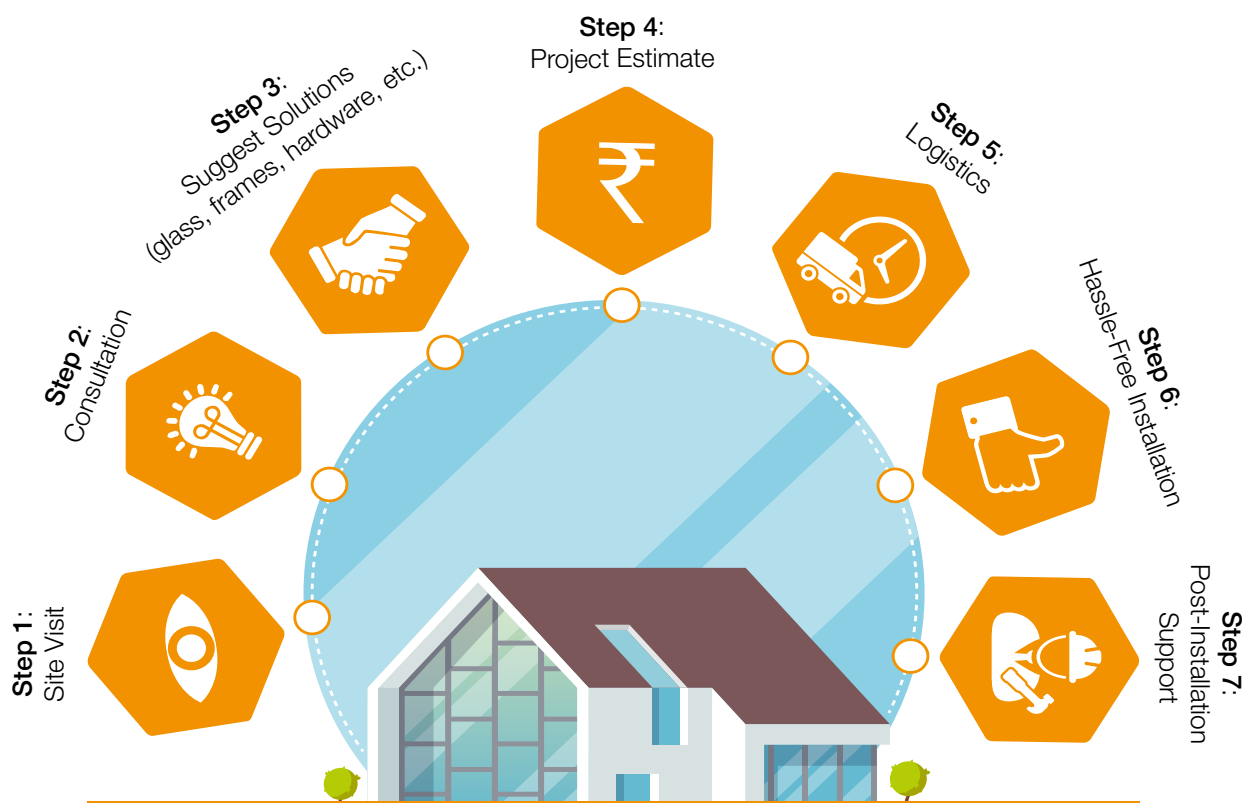 Step 1:
Site Visit
Step 2:
Consultation
Step 3:
Suggest Solutions
(glass, frames, hardware, etc.)
Step 4:
Project Estimate
₹
Step 5:
Logistics
Step 6:
Hassle-Free Installation
Step 7:
Post-Installation
Support